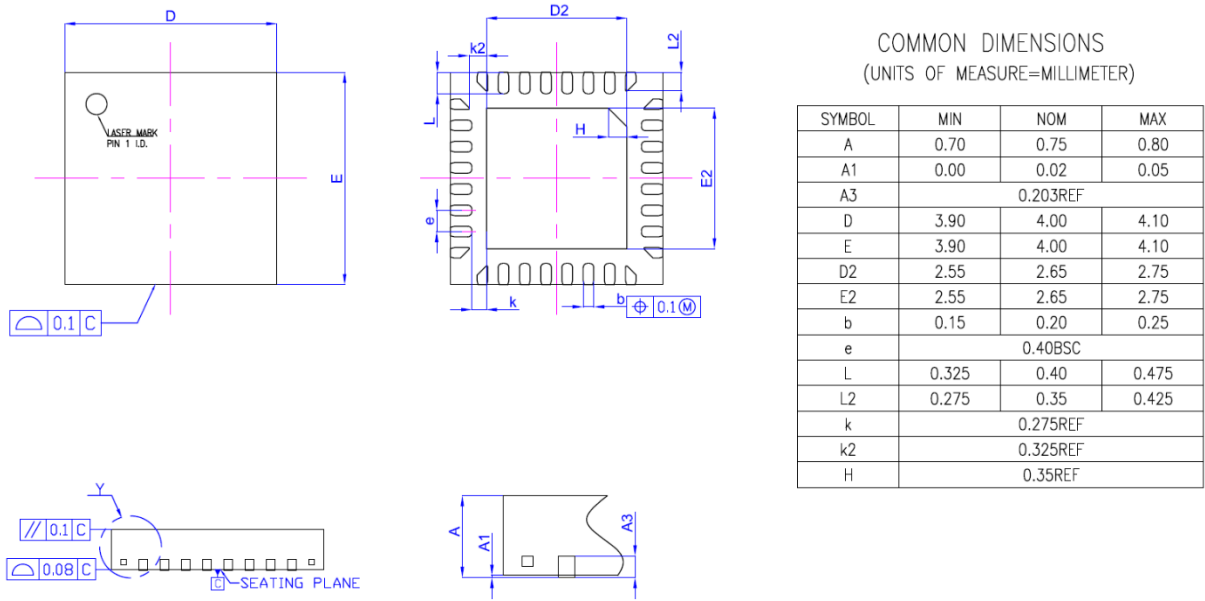 D
LASER MARK
PIN 1 I.D.
E
⌓ 0.1 C
D2
k2
L2
L
H
E2
e
k
b
⌖ 0.1 Ⓜ
COMMON DIMENSIONS
(UNITS OF MEASURE=MILLIMETER)
SYMBOL MIN NOM MAX
A 0.70 0.75 0.80
A1 0.00 0.02 0.05
A3 0.203REF
D 3.90 4.00 4.10
E 3.90 4.00 4.10
D2 2.55 2.65 2.75
E2 2.55 2.65 2.75
b 0.15 0.20 0.25
e 0.40BSC
L 0.325 0.40 0.475
L2 0.275 0.35 0.425
k 0.275REF
k2 0.325REF
H 0.35REF
Y
// 0.1 C
⌓ 0.08 C
C SEATING PLANE
A
A1
A3